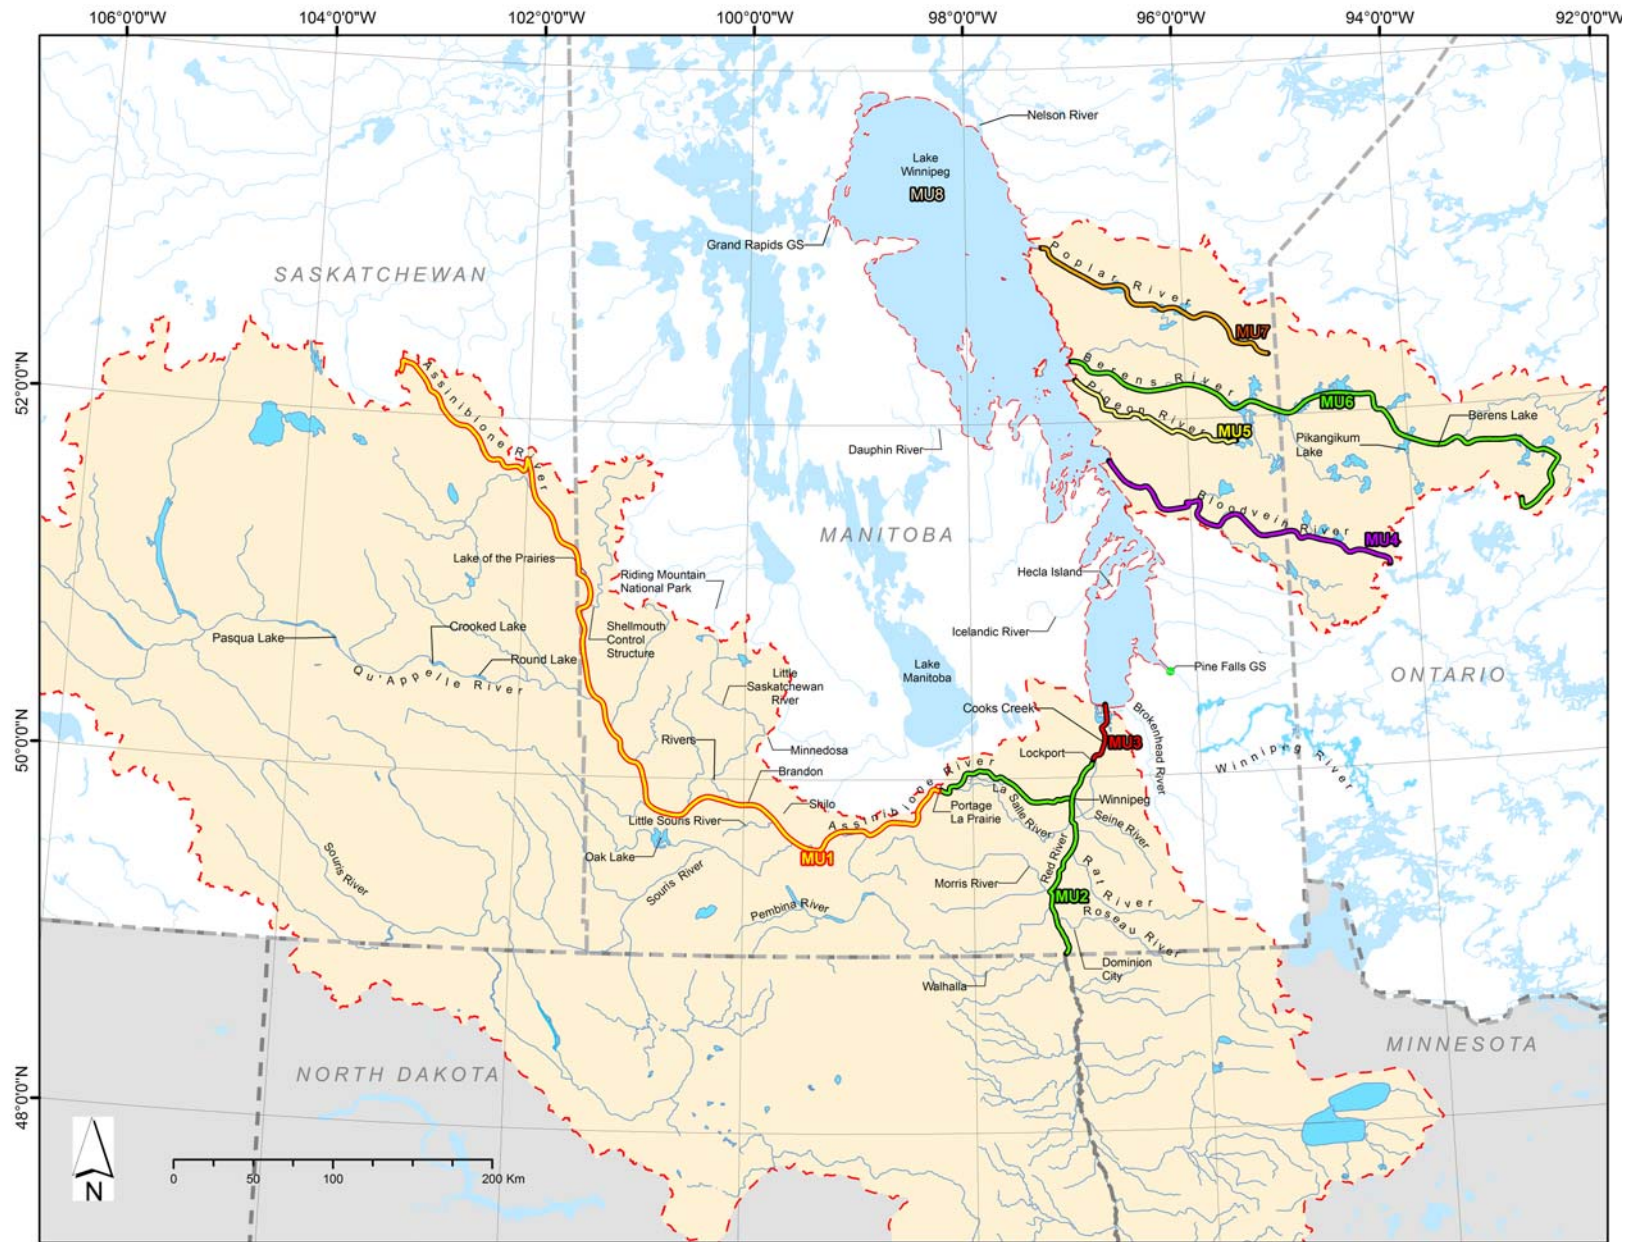 106°0'0"W
104°0'0"W
102°0'0"W
100°0'0"W
98°0'0"W
96°0'0"W
94°0'0"W
92°0'0"W
Nelson River
Lake
Winnipeg
MU8
Grand Rapids GS
SASKATCHEWAN
Poplar River
MU7
52°0'0"N
Assinibione River
Berens River
MU6
Berens Lake
Pigeon River
MU5
Pikangikum
Lake
Dauphin River
Bloodvein River
MU4
MANITOBA
Lake of the Prairies
Riding Mountain
National Park
Hecla Island
Shellmouth
Control
Structure
Crooked Lake
Pasqua Lake
Round Lake
Icelandic River
Qu'Appelle River
Little
Saskatchewan
River
Lake
Manitoba
Pine Falls GS
ONTARIO
Cooks Creek
Brokenhead River
50°0'0"N
Rivers
Minnedosa
Lockport
MU3
Winnipeg River
Brandon
Assinibione River
La Salle River
Winnipeg
Shilo
Portage
La Prairie
Seine River
Little Souris River
Oak Lake
MU1
Souris River
Souris River
Red River
Morris River
Rat River
MU2
Pembina River
Roseau River
Dominion
City
Walhalla
MINNESOTA
NORTH DAKOTA
48°0'0"N
N
0
50
100
200 Km